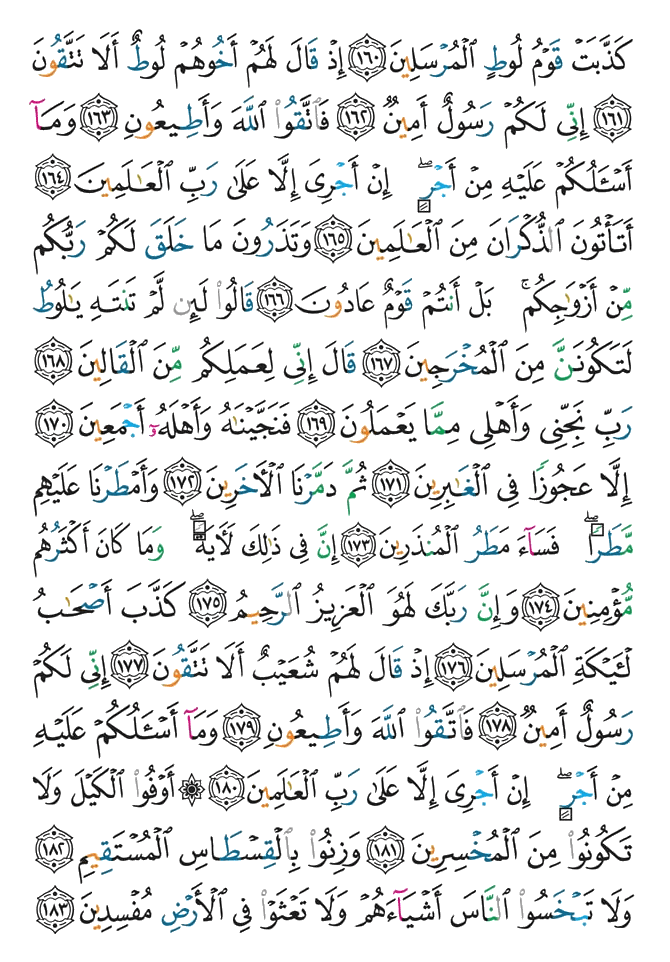 كَذَّبَتْ قَوْمُ لُوطٍ ٱلْمُرْسَلِينَ ﴿١٦٠﴾ إِذْ قَالَ لَهُمْ أَخُوهُمْ لُوطٌ أَلَا تَتَّقُونَ
﴿١٦١﴾ إِنِّى لَكُمْ رَسُولٌ أَمِينٌ ﴿١٦٢﴾ فَٱتَّقُوا۟ ٱللَّهَ وَأَطِيعُونِ ﴿١٦٣﴾ وَمَآ
أَسْـَٔلُكُمْ عَلَيْهِ مِنْ أَجْرٍ ۖ إِنْ أَجْرِىَ إِلَّا عَلَىٰ رَبِّ ٱلْعَـٰلَمِينَ ﴿١٦٤﴾
أَتَأْتُونَ ٱلذُّكْرَانَ مِنَ ٱلْعَـٰلَمِينَ ﴿١٦٥﴾ وَتَذَرُونَ مَا خَلَقَ لَكُمْ رَبُّكُم
مِّنْ أَزْوَٰجِكُم ۚ بَلْ أَنتُمْ قَوْمٌ عَادُونَ ﴿١٦٦﴾ قَالُوا۟ لَئِن لَّمْ تَنتَهِ يَـٰلُوطُ
لَتَكُونَنَّ مِنَ ٱلْمُخْرَجِينَ ﴿١٦٧﴾ قَالَ إِنِّى لِعَمَلِكُم مِّنَ ٱلْقَالِينَ ﴿١٦٨﴾
رَبِّ نَجِّنِى وَأَهْلِى مِمَّا يَعْمَلُونَ ﴿١٦٩﴾ فَنَجَّيْنَـٰهُ وَأَهْلَهُۥٓ أَجْمَعِينَ ﴿١٧٠﴾
إِلَّا عَجُوزًا فِى ٱلْغَـٰبِرِينَ ﴿١٧١﴾ ثُمَّ دَمَّرْنَا ٱلْـَٔاخَرِينَ ﴿١٧٢﴾ وَأَمْطَرْنَا عَلَيْهِم
مَّطَرًا ۖ فَسَآءَ مَطَرُ ٱلْمُنذَرِينَ ﴿١٧٣﴾ إِنَّ فِى ذَٰلِكَ لَـَٔايَةً ۖ وَمَا كَانَ أَكْثَرُهُم
مُّؤْمِنِينَ ﴿١٧٤﴾ وَإِنَّ رَبَّكَ لَهُوَ ٱلْعَزِيزُ ٱلرَّحِيمُ ﴿١٧٥﴾ كَذَّبَ أَصْحَـٰبُ
لْـَٔيْكَةِ ٱلْمُرْسَلِينَ ﴿١٧٦﴾ إِذْ قَالَ لَهُمْ شُعَيْبٌ أَلَا تَتَّقُونَ ﴿١٧٧﴾ إِنِّى لَكُمْ
رَسُولٌ أَمِينٌ ﴿١٧٨﴾ فَٱتَّقُوا۟ ٱللَّهَ وَأَطِيعُونِ ﴿١٧٩﴾ وَمَآ أَسْـَٔلُكُمْ عَلَيْهِ
مِنْ أَجْرٍ ۖ إِنْ أَجْرِىَ إِلَّا عَلَىٰ رَبِّ ٱلْعَـٰلَمِينَ ﴿١٨٠﴾ ۞ أَوْفُوا۟ ٱلْكَيْلَ وَلَا
تَكُونُوا۟ مِنَ ٱلْمُخْسِرِينَ ﴿١٨١﴾ وَزِنُوا۟ بِٱلْقِسْطَاسِ ٱلْمُسْتَقِيمِ ﴿١٨٢﴾
وَلَا تَبْخَسُوا۟ ٱلنَّاسَ أَشْيَآءَهُمْ وَلَا تَعْثَوْا۟ فِى ٱلْأَرْضِ مُفْسِدِينَ ﴿١٨٣﴾